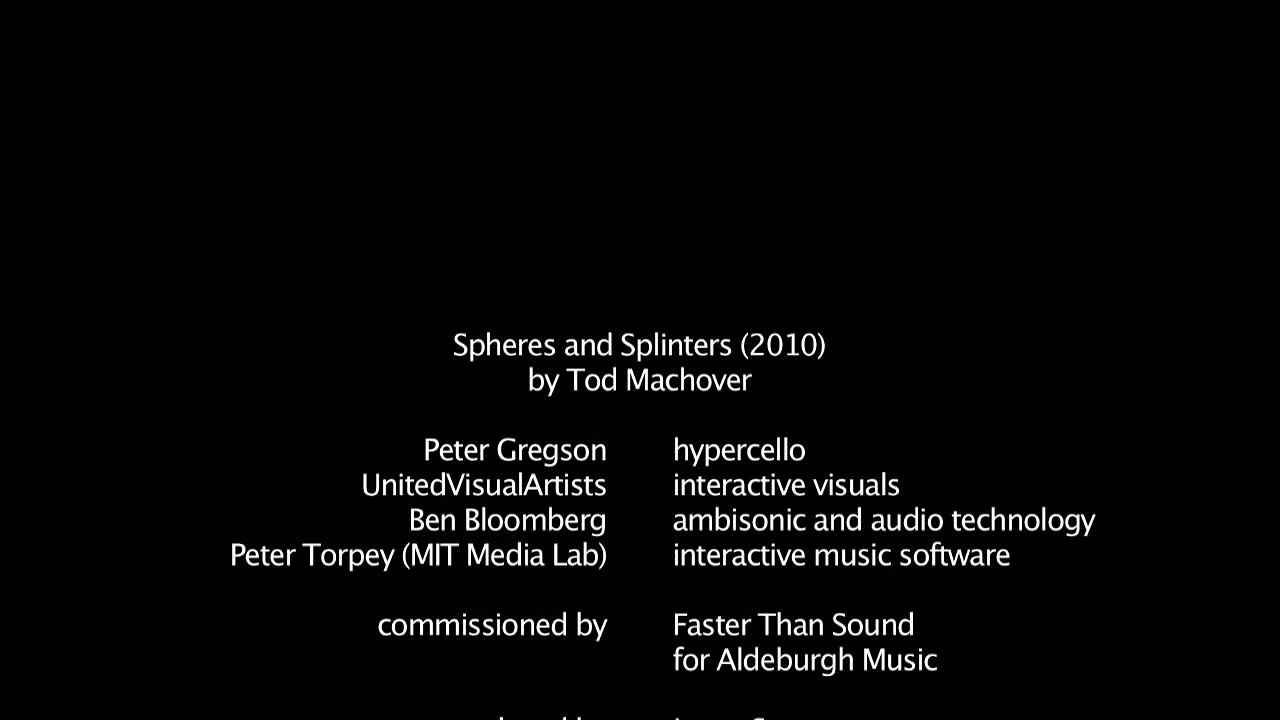 Spheres and Splinters (2010)
by Tod Machover
Peter Gregson hypercello
UnitedVisualArtists interactive visuals
Ben Bloomberg ambisonic and audio technology
Peter Torpey (MIT Media Lab) interactive music software
commissioned by Faster Than Sound
for Aldeburgh Music